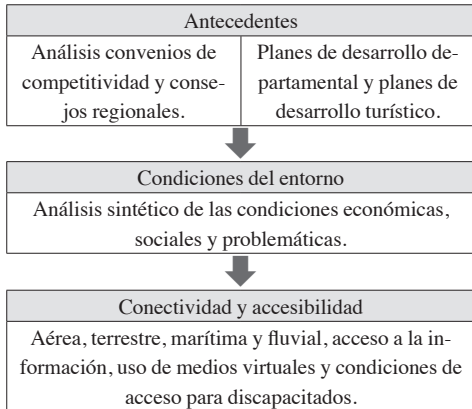 Antecedentes
Análisis convenios de
competitividad y conse-
jos regionales.
Planes de desarrollo de-
partamental y planes de
desarrollo turístico.
Condiciones del entorno
Análisis sintético de las condiciones económicas,
sociales y problemáticas.
Conectividad y accesibilidad
Aérea, terrestre, marítima y fluvial, acceso a la in-
formación, uso de medios virtuales y condiciones de
acceso para discapacitados.